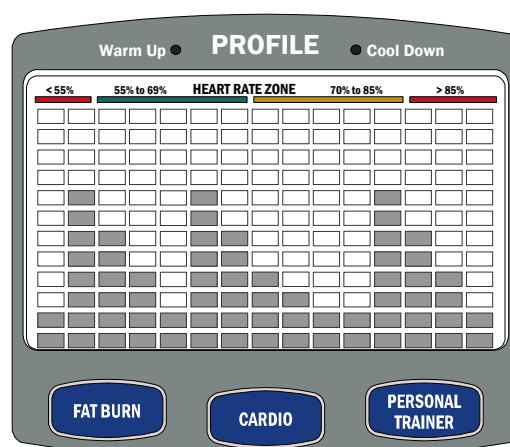 PROFILE
Warm Up
Cool Down
< 55%
55% to 69%
HEART RATE ZONE
70% to 85%
> 85%
FAT BURN
CARDIO
PERSONAL
TRAINER